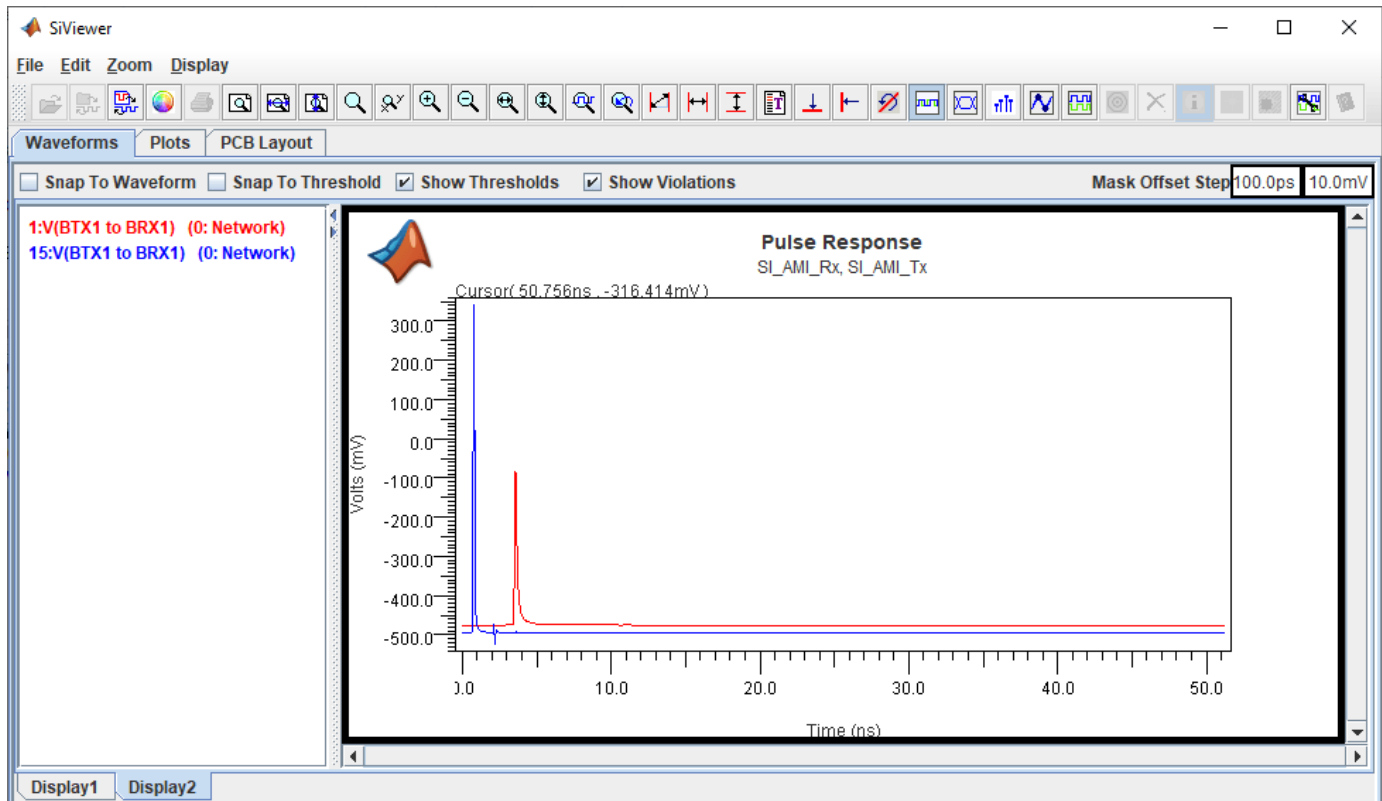 SiViewer
File Edit Zoom Display
Waveforms Plots PCB Layout
Snap To Waveform Snap To Threshold Show Thresholds Show Violations Mask Offset Step 100.0ps 10.0mV
1:V(BTX1 to BRX1) (0: Network)
15:V(BTX1 to BRX1) (0: Network)
Pulse Response
SI_AMI_Rx, SI_AMI_Tx
Cursor( 50.756ns , -316.414mV )
300.0
200.0
100.0
0.0
-100.0
-200.0
-300.0
-400.0
-500.0
Volts (mV)
0.0 10.0 20.0 30.0 40.0 50.0
Time (ns)
Display1 Display2